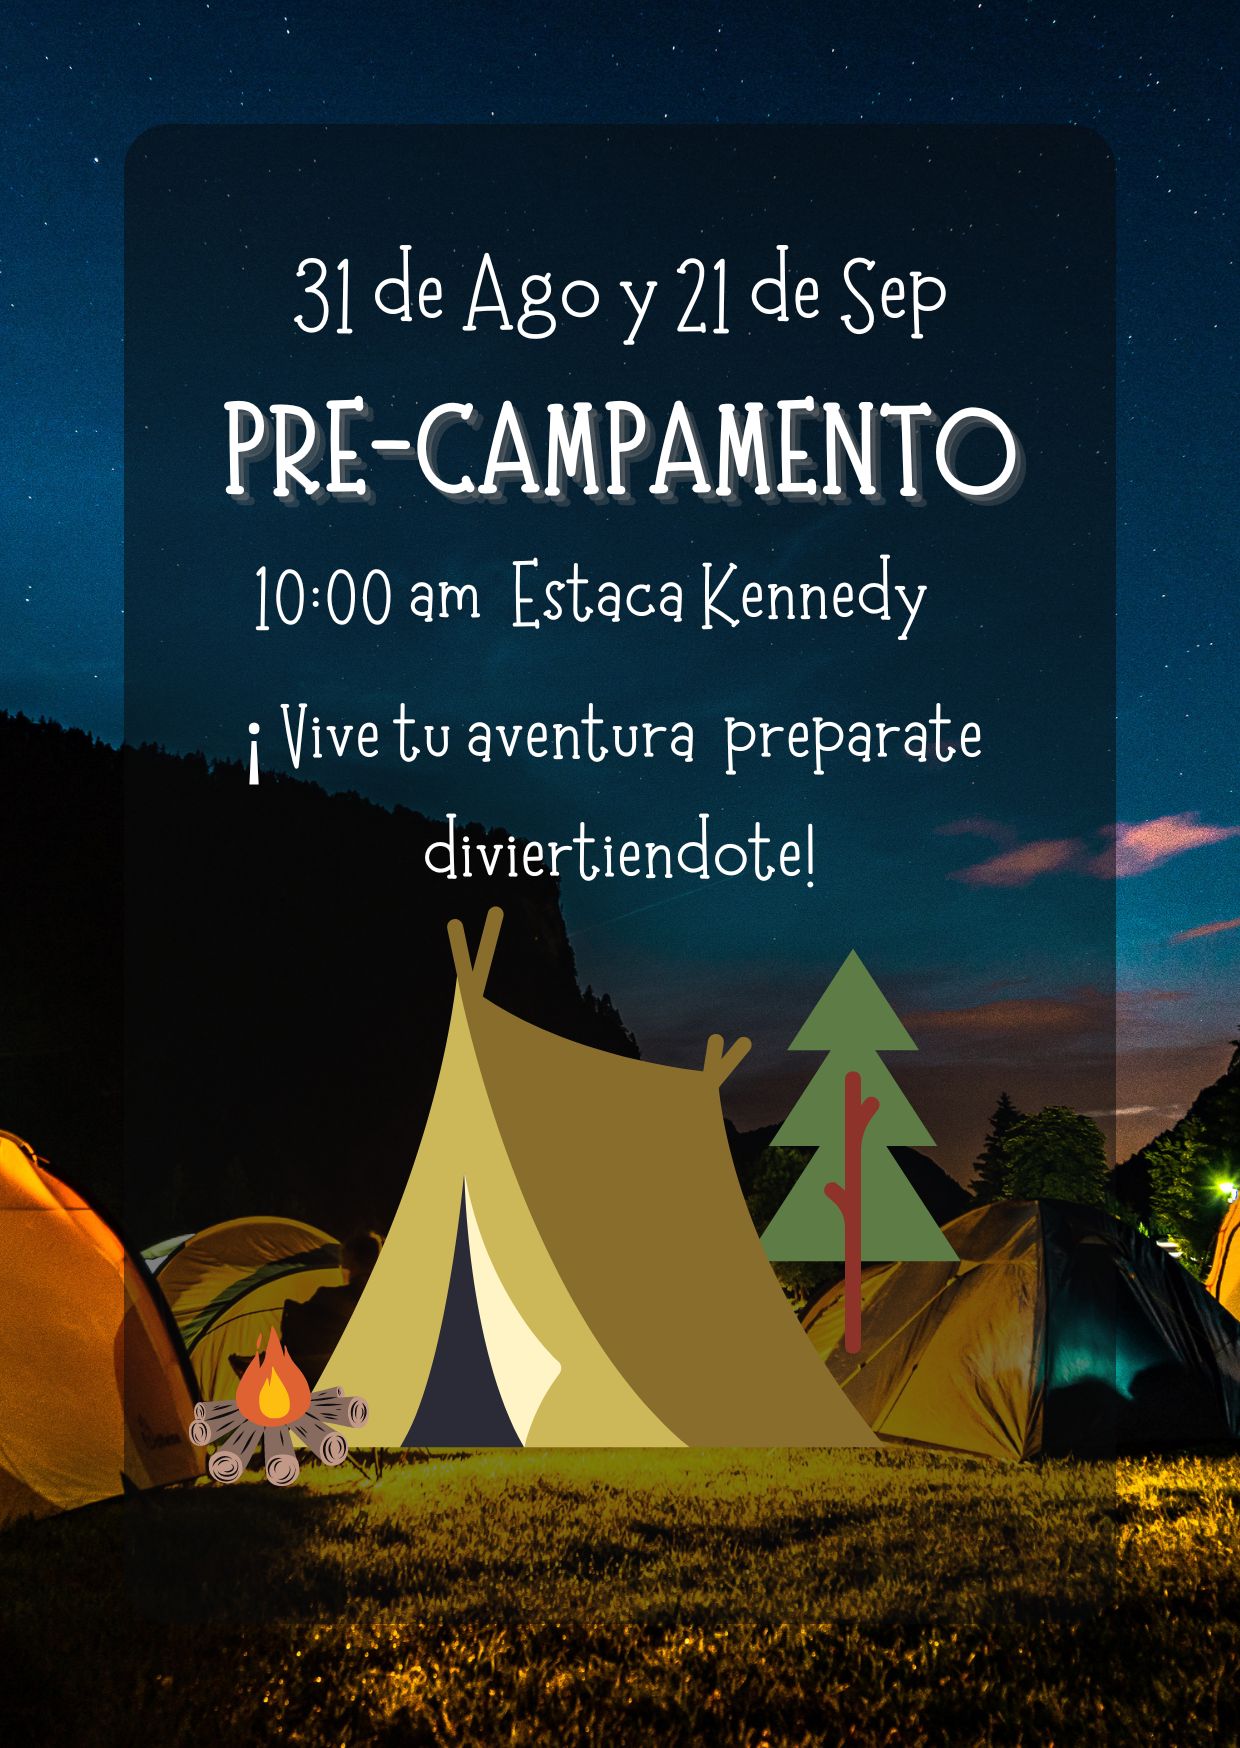 31 de Ago y 21 de Sep
PRE-CAMPAMENTO
10:00 am Estaca Kennedy
¡ Vive tu aventura preparate
diviertiendote!